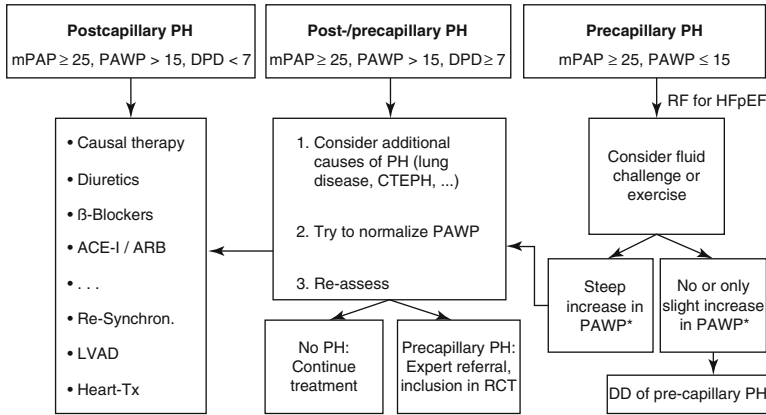 Postcapillary PH
mPAP ≥ 25, PAWP > 15, DPD < 7
Post-/precapillary PH
mPAP ≥ 25, PAWP > 15, DPD ≥ 7
Precapillary PH
mPAP ≥ 25, PAWP ≤ 15
RF for HFpEF
• Causal therapy
• Diuretics
• ß-Blockers
• ACE-I / ARB
• . . .
• Re-Synchron.
• LVAD
• Heart-Tx
1. Consider additional
causes of PH (lung
disease, CTEPH, ...)
2. Try to normalize PAWP
3. Re-assess
No PH:
Continue
treatment
Precapillary PH:
Expert referral,
inclusion in RCT
Consider fluid
challenge or
exercise
Steep
increase in
PAWP*
No or only
slight increase
in PAWP*
DD of pre-capillary PH